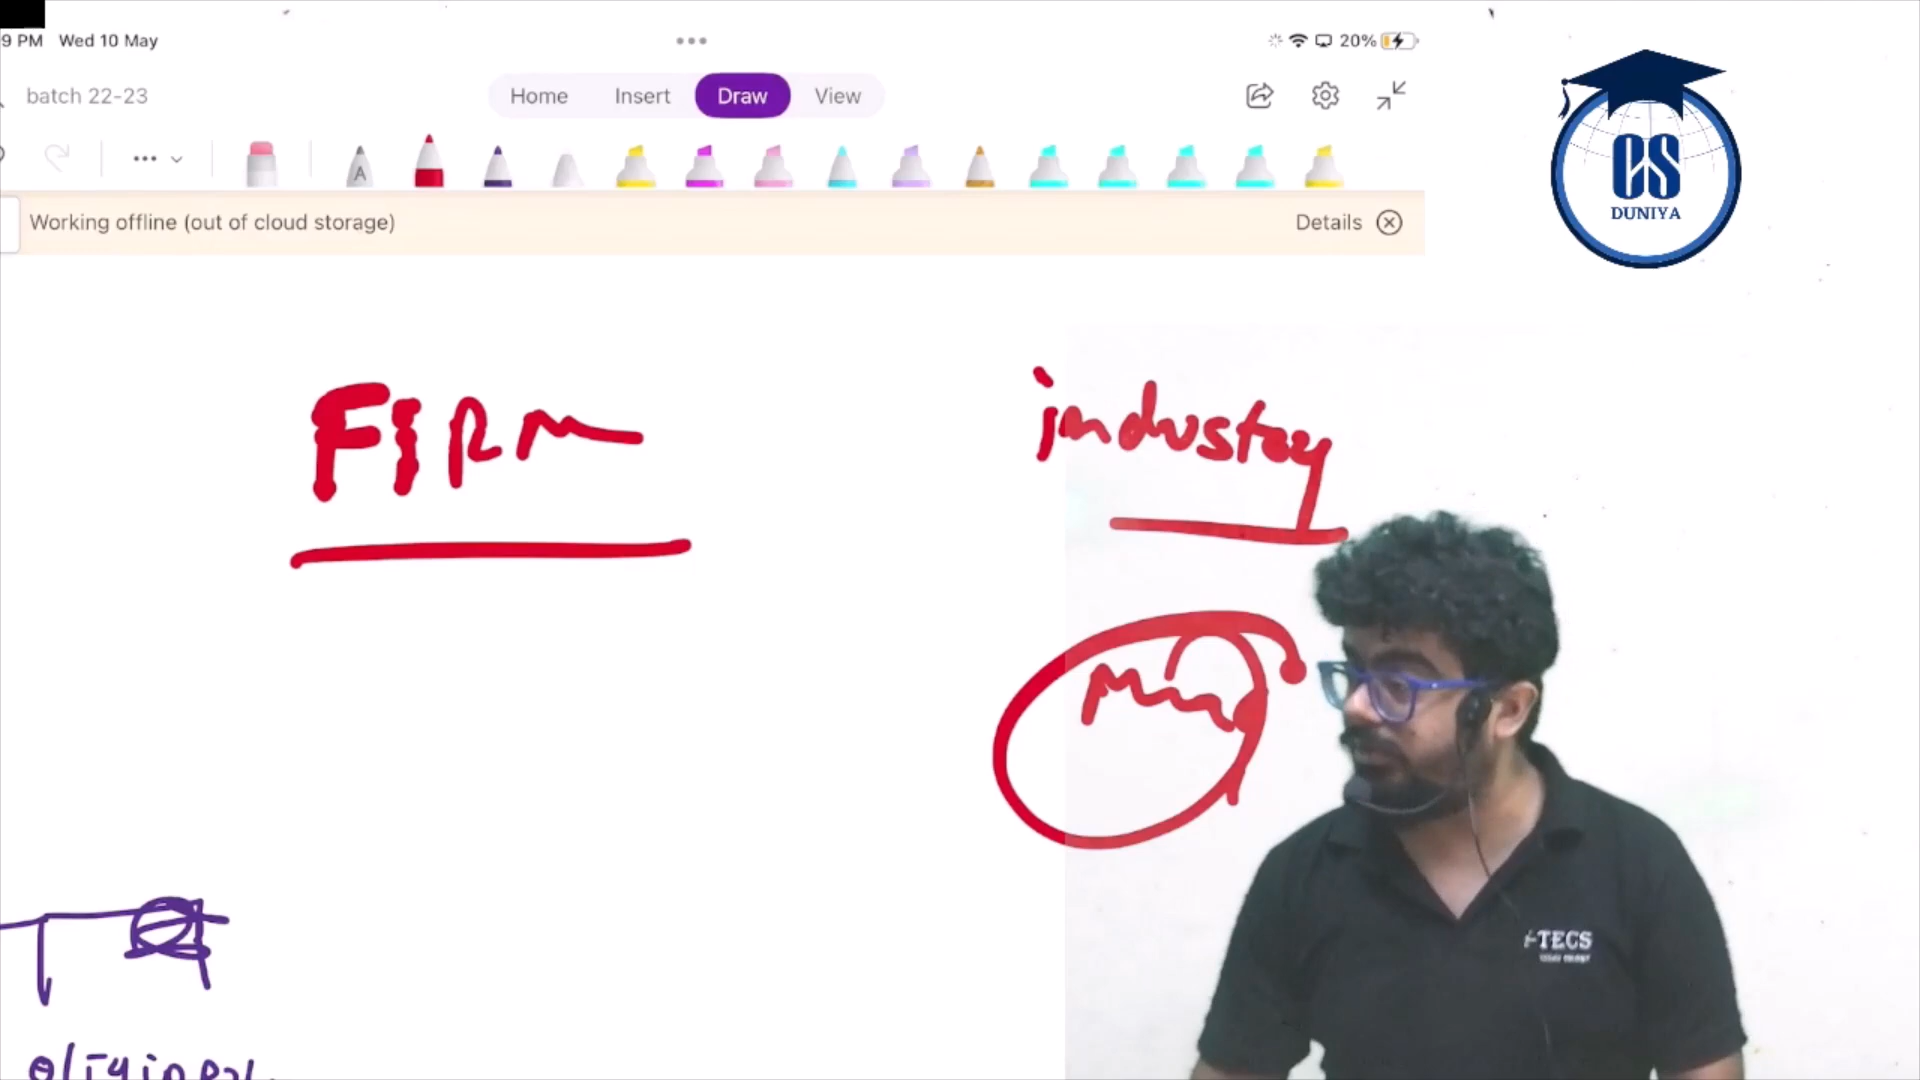 9 PM Wed 10 May
20%
batch 22-23
Home Insert Draw View
A
Working offline (out of cloud storage)
Details
CS
DUNIYA
FIRM
industry
i-TECS